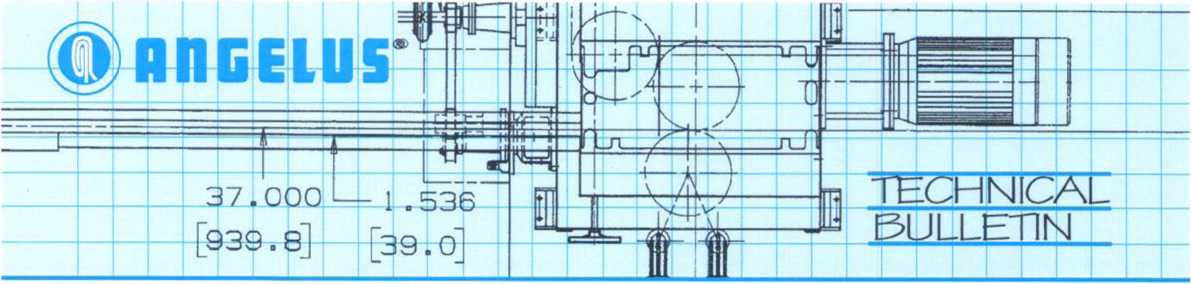 ANGELUS®
37.000
1.536
[939.8]
[39.0]
TECHNICAL
BULLETIN